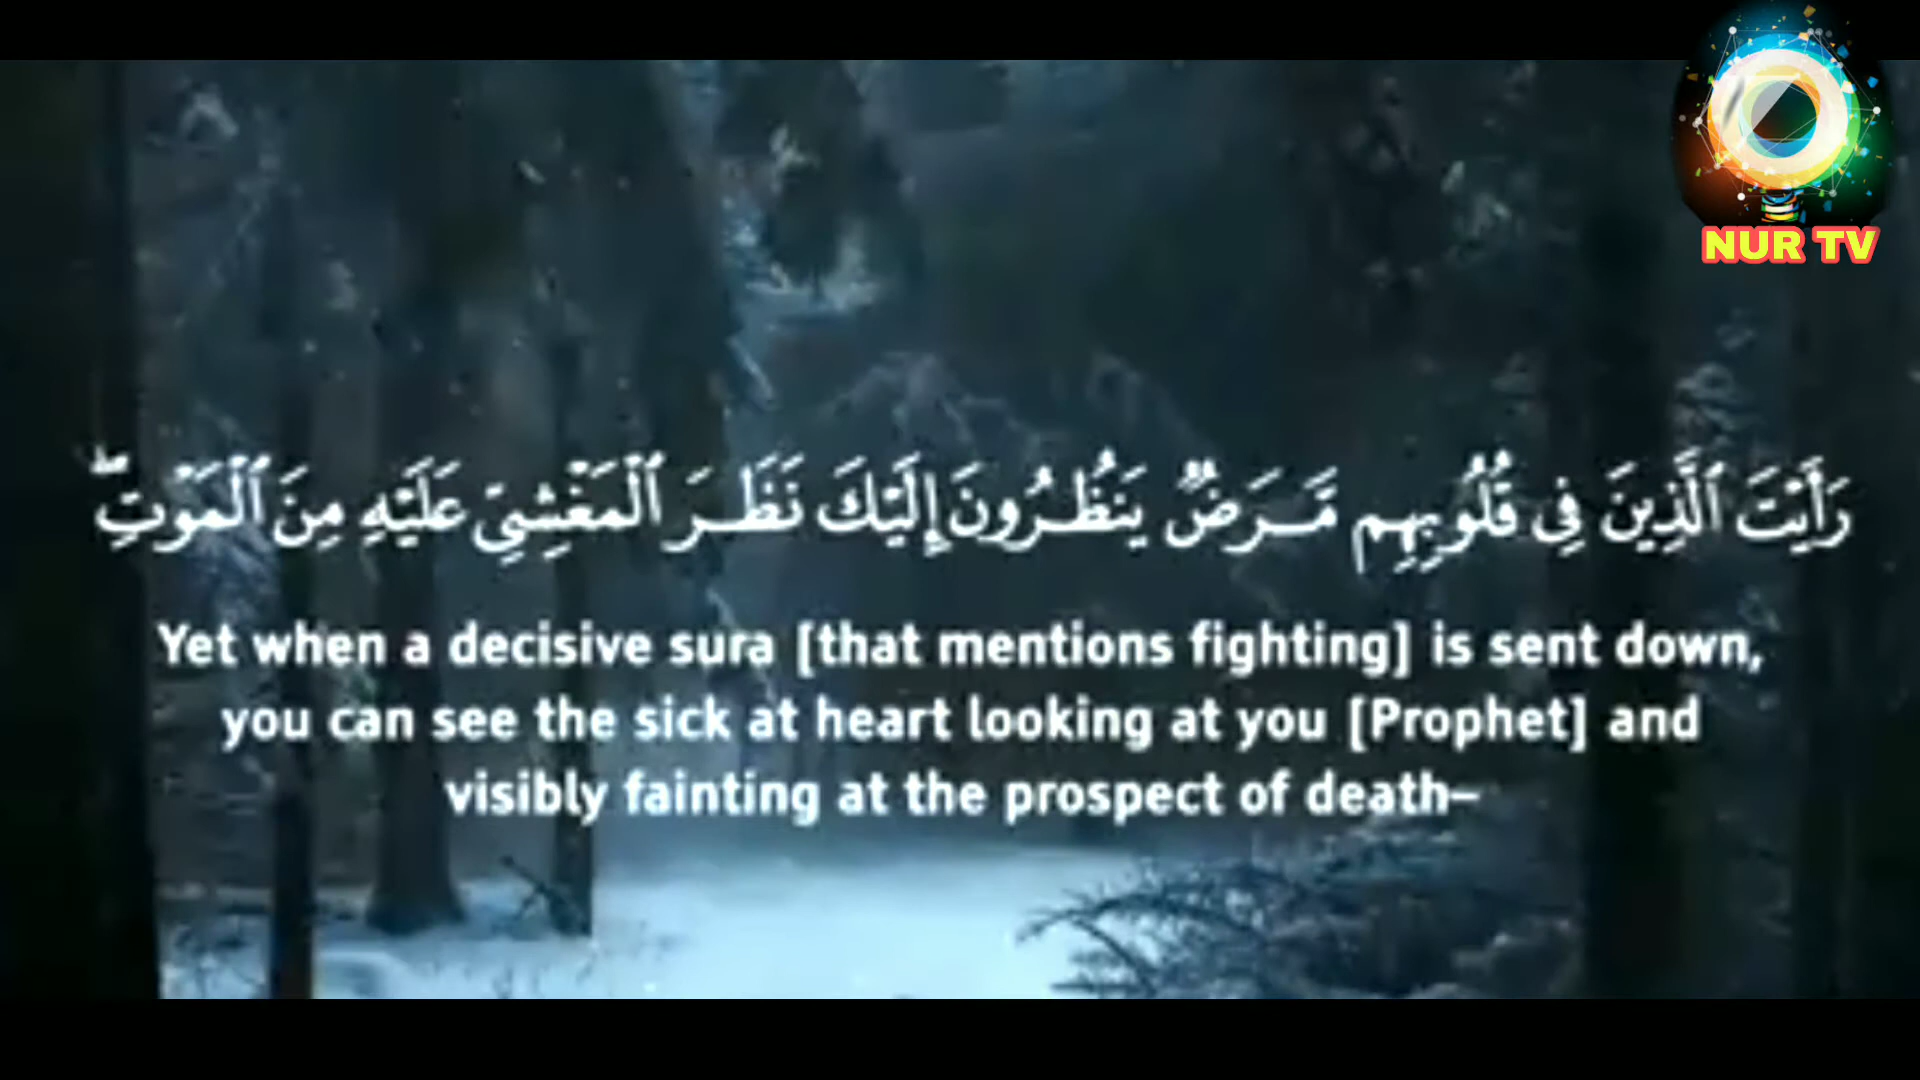 NUR TV
رَأَيْتَ ٱلَّذِينَ فِى قُلُوبِهِم مَّرَضٌ يَنظُرُونَ إِلَيْكَ نَظَرَ ٱلْمَغْشِىِّ عَلَيْهِ مِنَ ٱلْمَوْتِ ۖ
Yet when a decisive sura [that mentions fighting] is sent down,
you can see the sick at heart looking at you [Prophet] and
visibly fainting at the prospect of death–